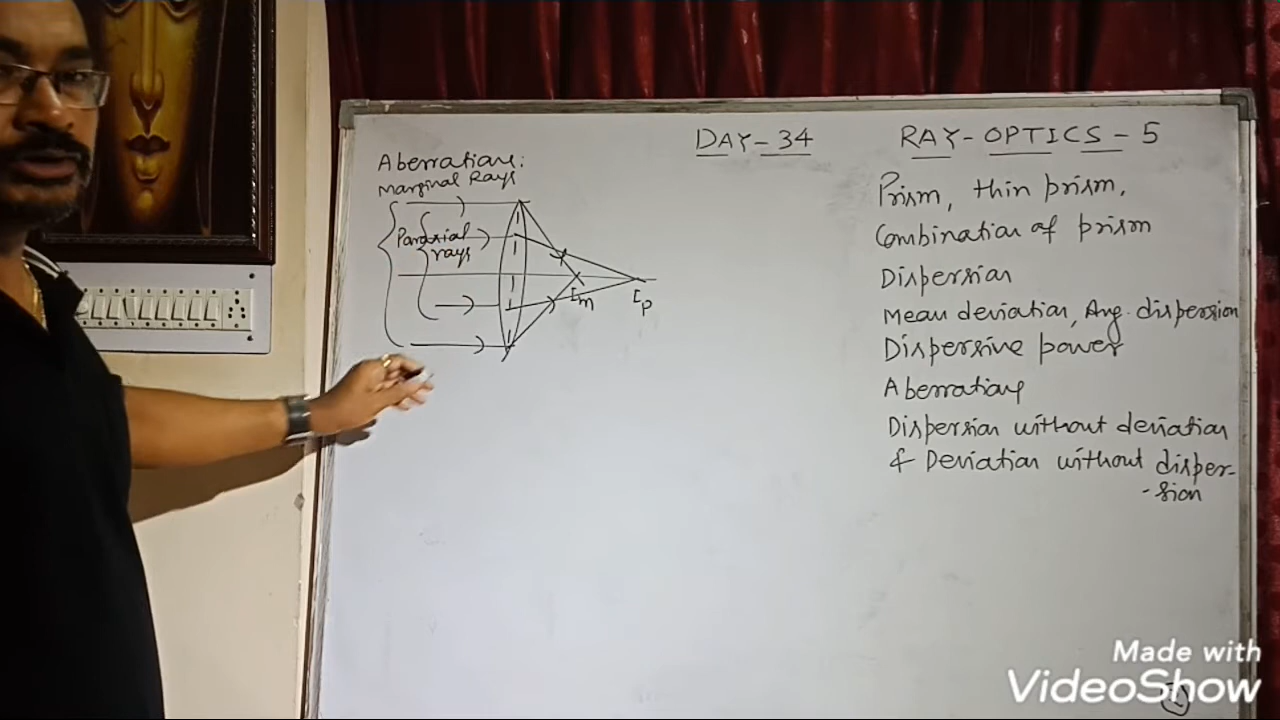 DAY-34
RAY-OPTICS-5
Aberrations:
Marginal Rays
Paraxial
rays
Im
Ip
Prism, thin prism,
Combination of prism
Dispersion
Mean deviation, Ang. dispersion
Dispersive power
Aberrations
Dispersion without deviation
& Deviation without disper-
-sion
Made with
VideoShow